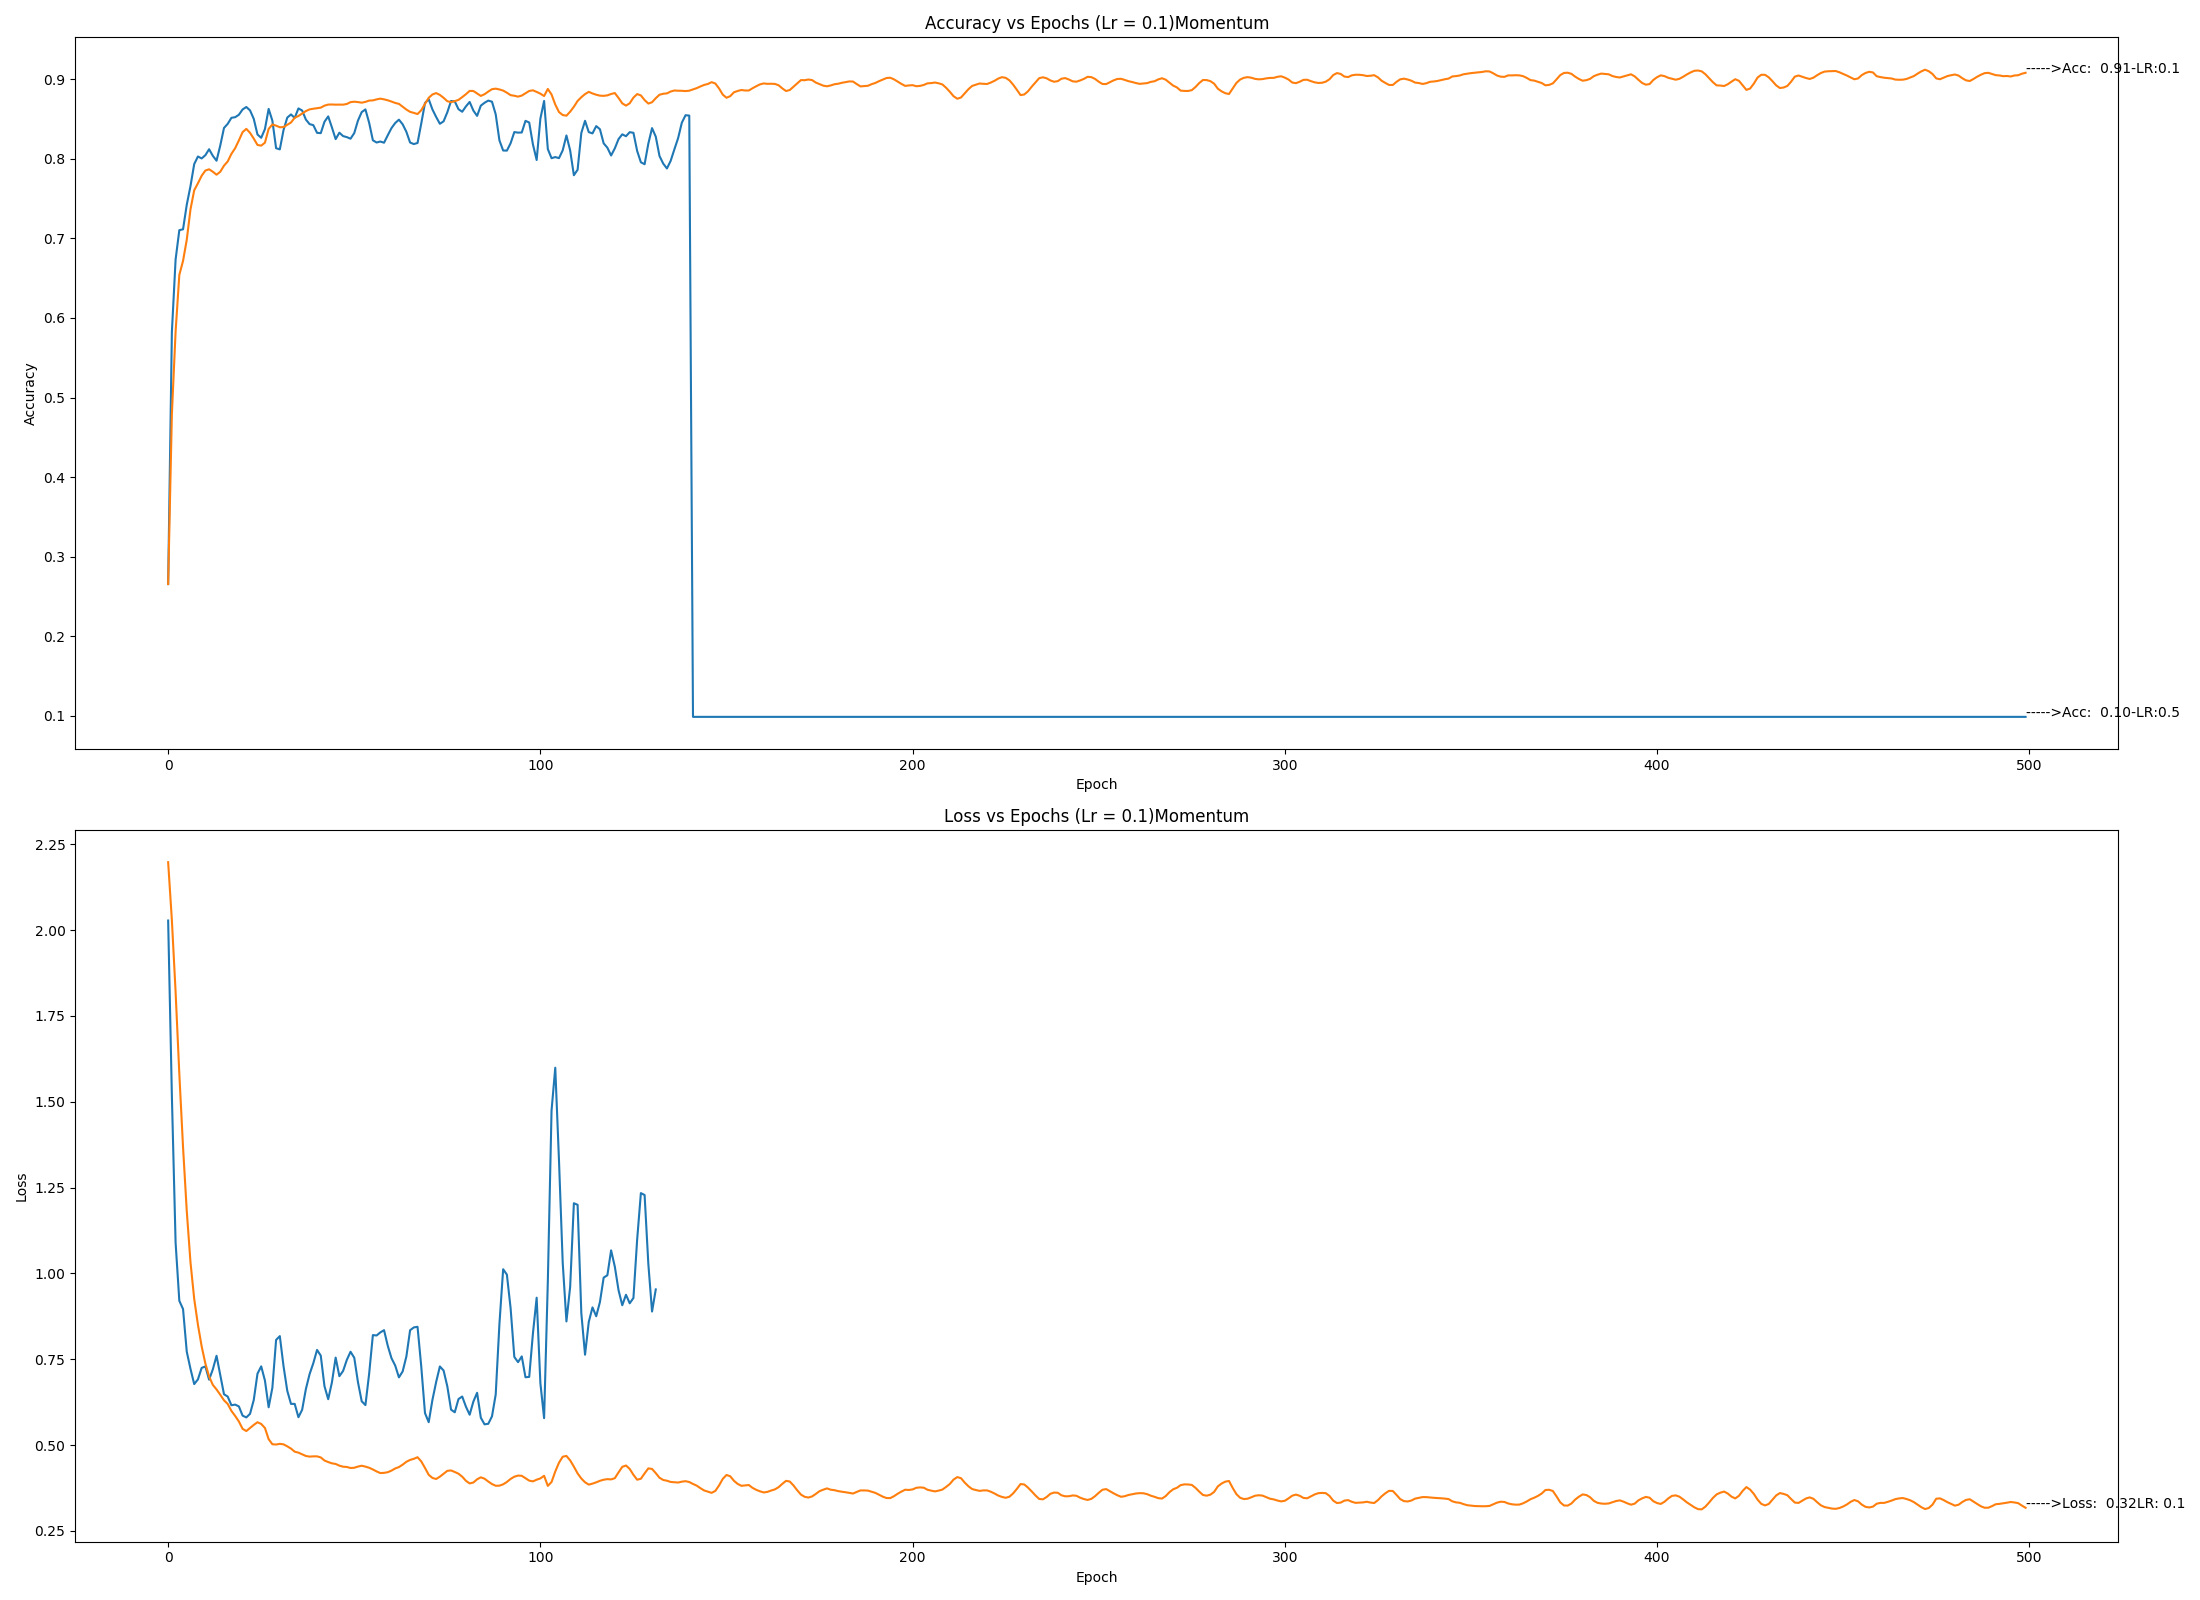 Accuracy vs Epochs (Lr = 0.1)Momentum
0.9
0.8
0.7
0.6
0.5
0.4
0.3
0.2
0.1
Accuracy
----->Acc:  0.91-LR:0.1
----->Acc:  0.10-LR:0.5
0 100 200 300 400 500
Epoch
Loss vs Epochs (Lr = 0.1)Momentum
2.25
2.00
1.75
1.50
1.25
1.00
0.75
0.50
0.25
Loss
----->Loss:  0.32LR: 0.1
0 100 200 300 400 500
Epoch